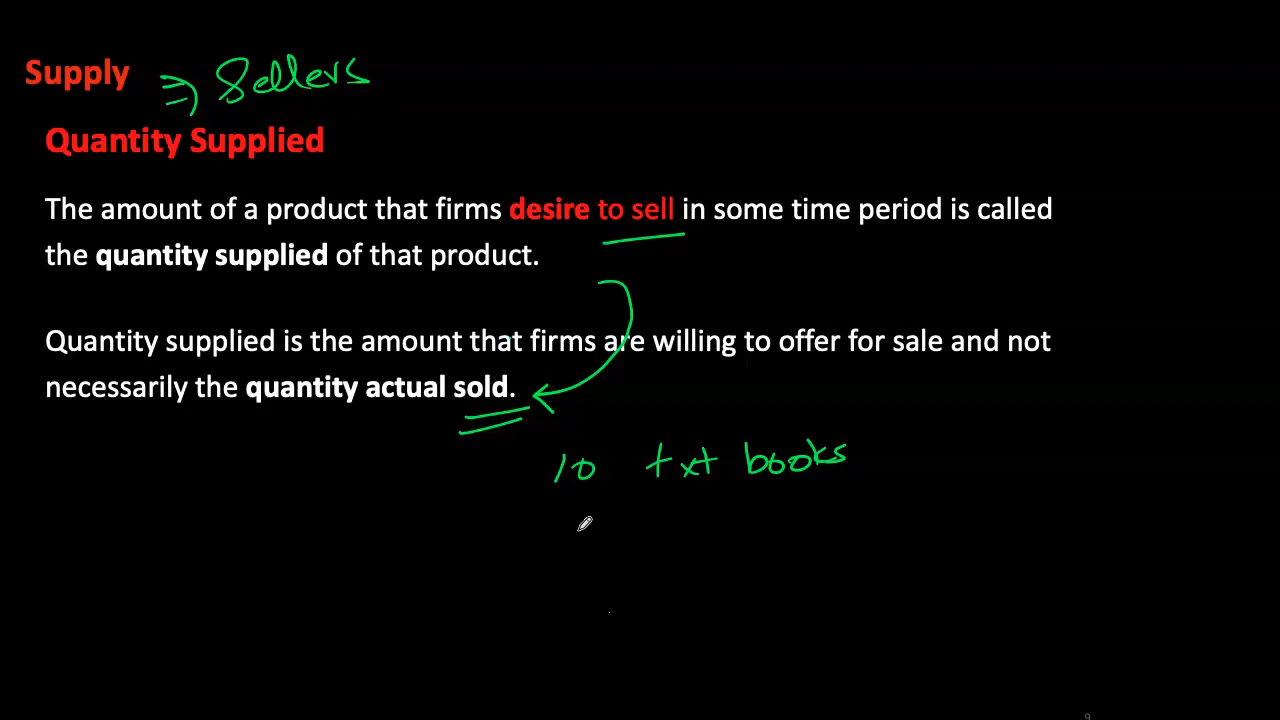 Supply ⇒ Sellers
Quantity Supplied
The amount of a product that firms desire to sell in some time period is called
the quantity supplied of that product.
Quantity supplied is the amount that firms are willing to offer for sale and not
necessarily the quantity actual sold.
10 txt books
9